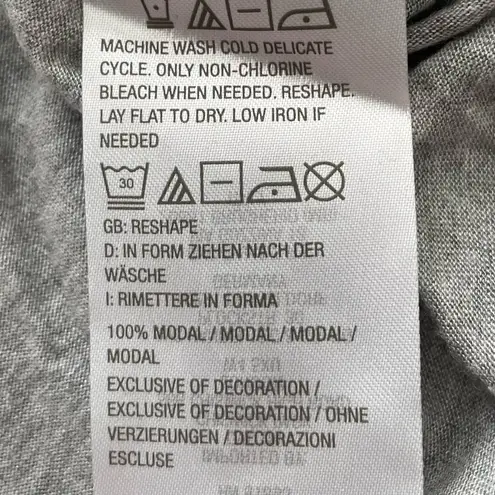 MACHINE WASH COLD DELICATE
CYCLE. ONLY NON-CHLORINE
BLEACH WHEN NEEDED. RESHAPE.
LAY FLAT TO DRY. LOW IRON IF
NEEDED
30
GB: RESHAPE
D: IN FORM ZIEHEN NACH DER
WÄSCHE
I: RIMETTERE IN FORMA
100% MODAL / MODAL / MODAL /
MODAL
EXCLUSIVE OF DECORATION /
EXCLUSIVE OF DECORATION / OHNE
VERZIERUNGEN / DECORAZIONI
ESCLUSE